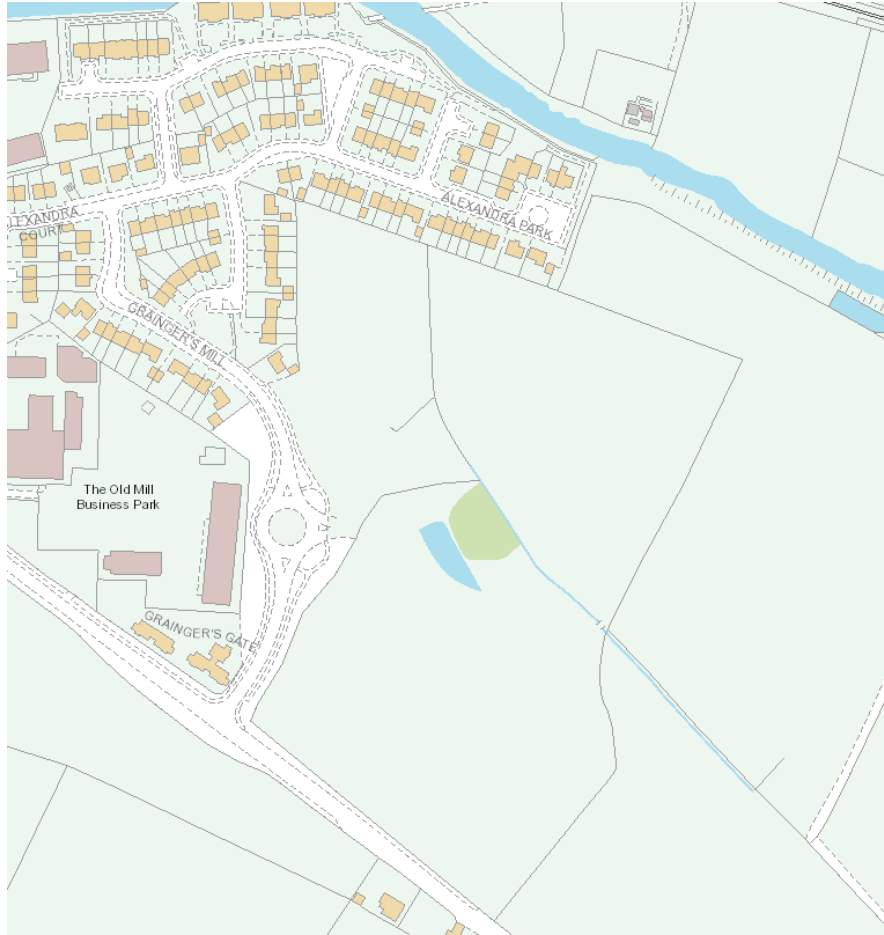 ALEXANDRA PARK
ALEXANDRA
COURT
GRAINGER'S MILL
The Old Mill
Business Park
GRAINGER'S GATE